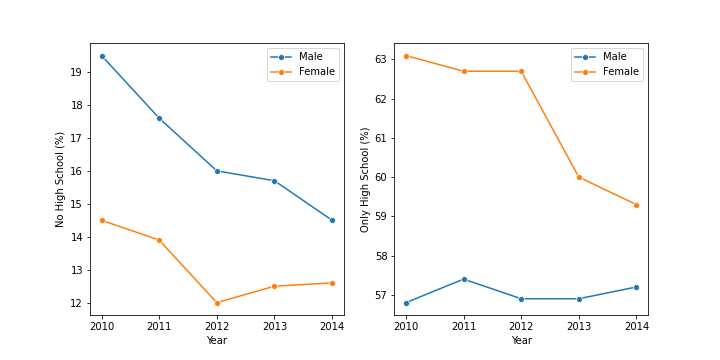 No High School (%)
19
18
17
16
15
14
13
12
2010 2011 2012 2013 2014
Year
Male
Female
Only High School (%)
63
62
61
60
59
58
57
2010 2011 2012 2013 2014
Year
Male
Female